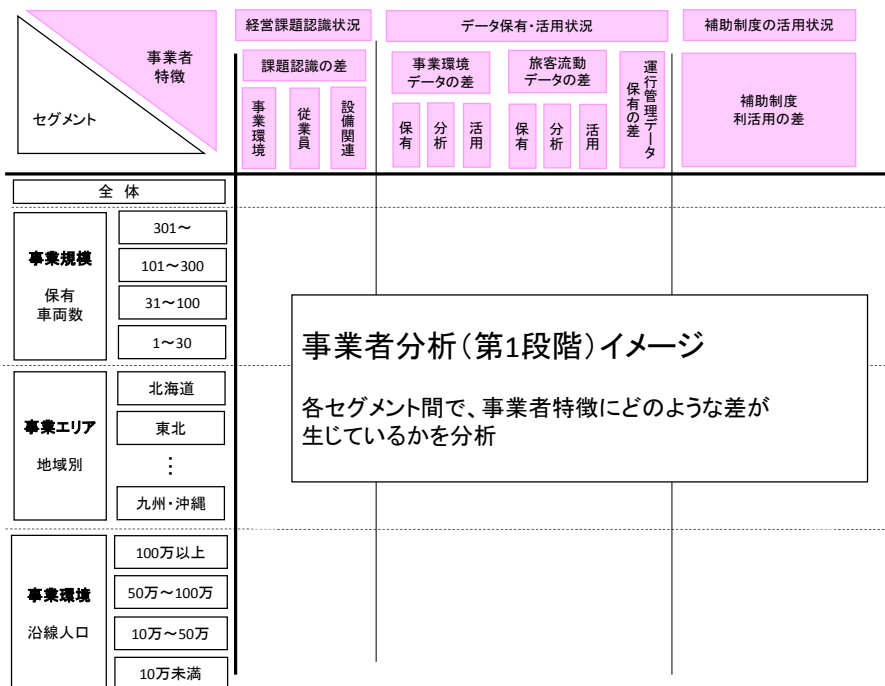 経営課題認識状況
データ保有・活用状況
補助制度の活用状況
事業者
特徴
セグメント
課題認識の差
事業環境
従業員
設備関連
事業環境
データの差
保有
分析
活用
旅客流動
データの差
保有
分析
活用
運行管理データ
保有の差
補助制度
利活用の差
全 体
事業規模
保有
車両数
301~
101~300
31~100
1~30
事業者分析(第1段階)イメージ
各セグメント間で、事業者特徴にどのような差が
生じているかを分析
事業エリア
地域別
北海道
東北
⋮
九州・沖縄
事業環境
沿線人口
100万以上
50万~100万
10万~50万
10万未満